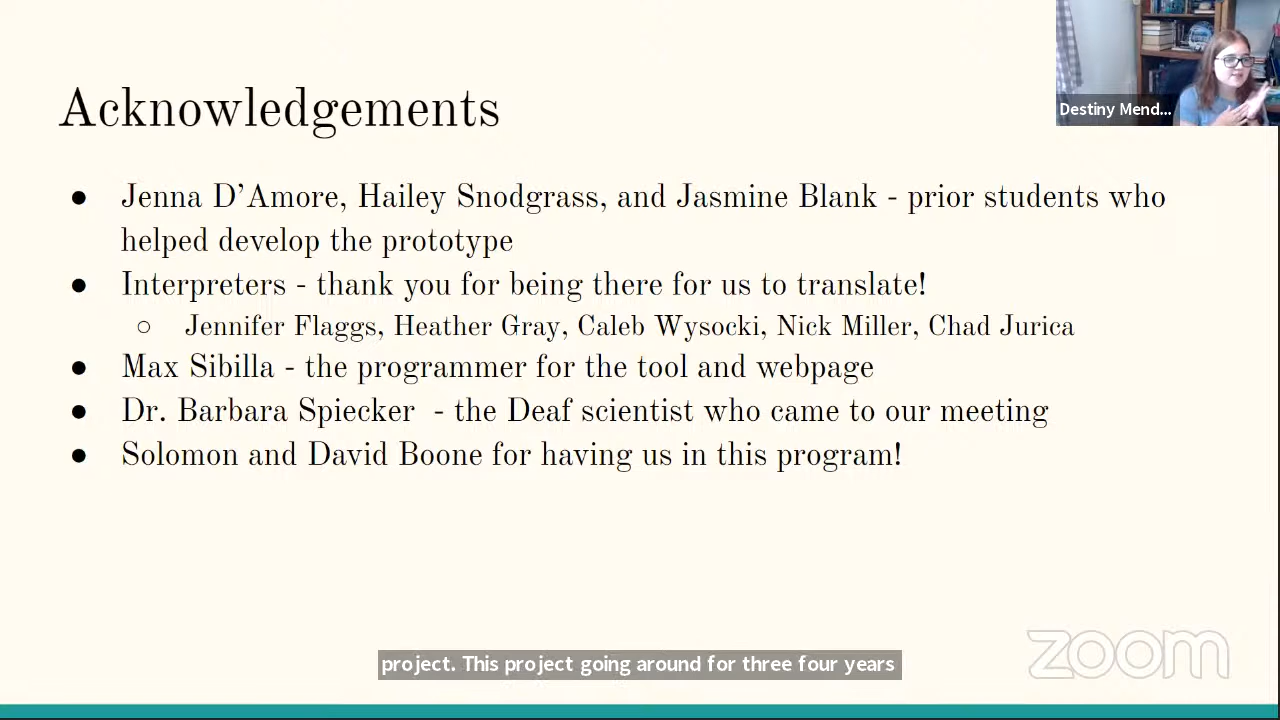 Acknowledgements
Destiny Mend...
● Jenna D’Amore, Hailey Snodgrass, and Jasmine Blank - prior students who
helped develop the prototype
● Interpreters - thank you for being there for us to translate!
○ Jennifer Flaggs, Heather Gray, Caleb Wysocki, Nick Miller, Chad Jurica
● Max Sibilla - the programmer for the tool and webpage
● Dr. Barbara Spiecker - the Deaf scientist who came to our meeting
● Solomon and David Boone for having us in this program!
project. This project going around for three four years
zoom